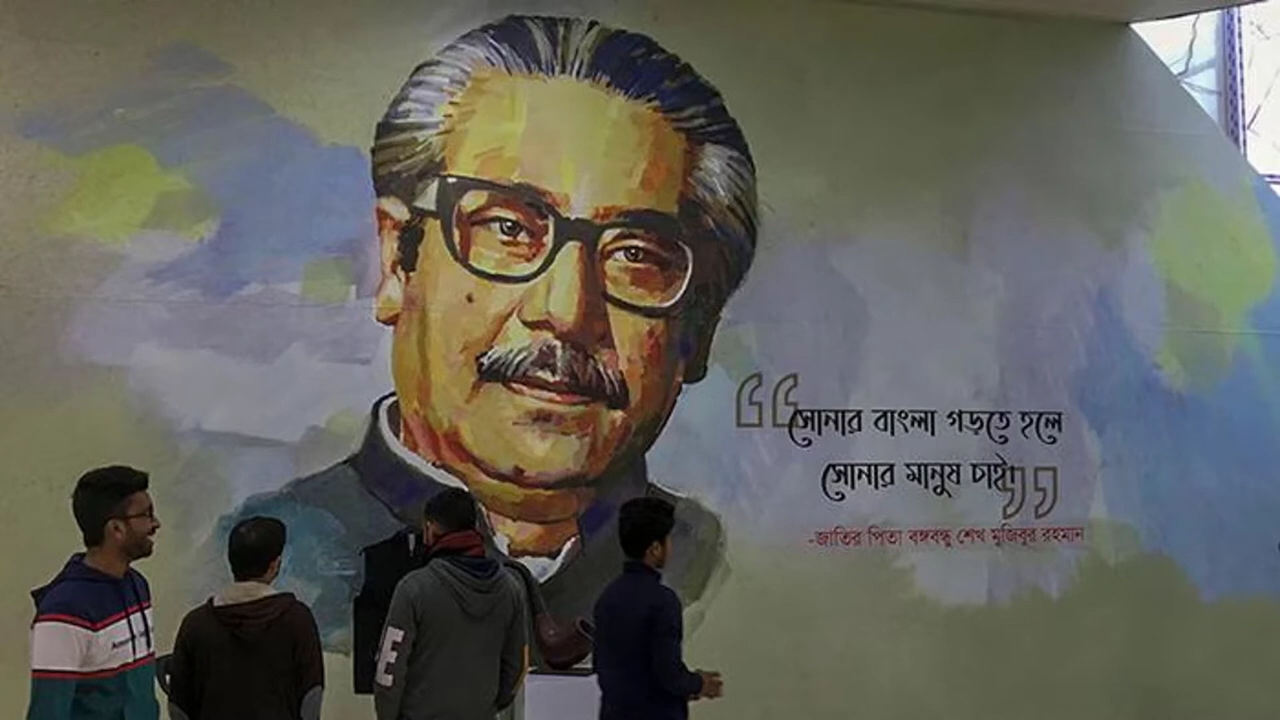 “সোনার বাংলা গড়তে হলে
সোনার মানুষ চাই”
-জাতির পিতা বঙ্গবন্ধু শেখ মুজিবুর রহমান
E